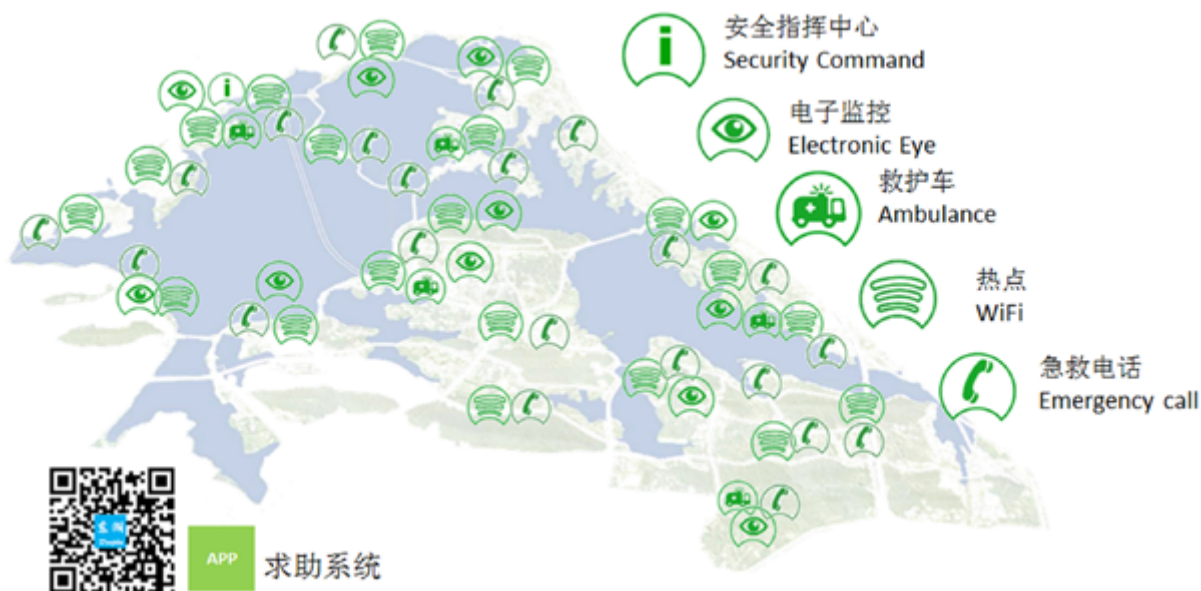 安全指挥中心
Security Command
电子监控
Electronic Eye
救护车
Ambulance
热点
WiFi
急救电话
Emergency call
APP
求助系统